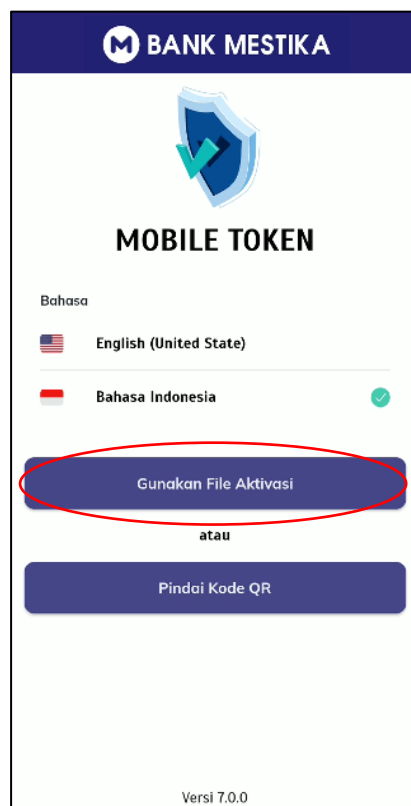 M BANK MESTIKA
MOBILE TOKEN
Bahasa
English (United State)
Bahasa Indonesia
Gunakan File Aktivasi
atau
Pindai Kode QR
Versi 7.0.0